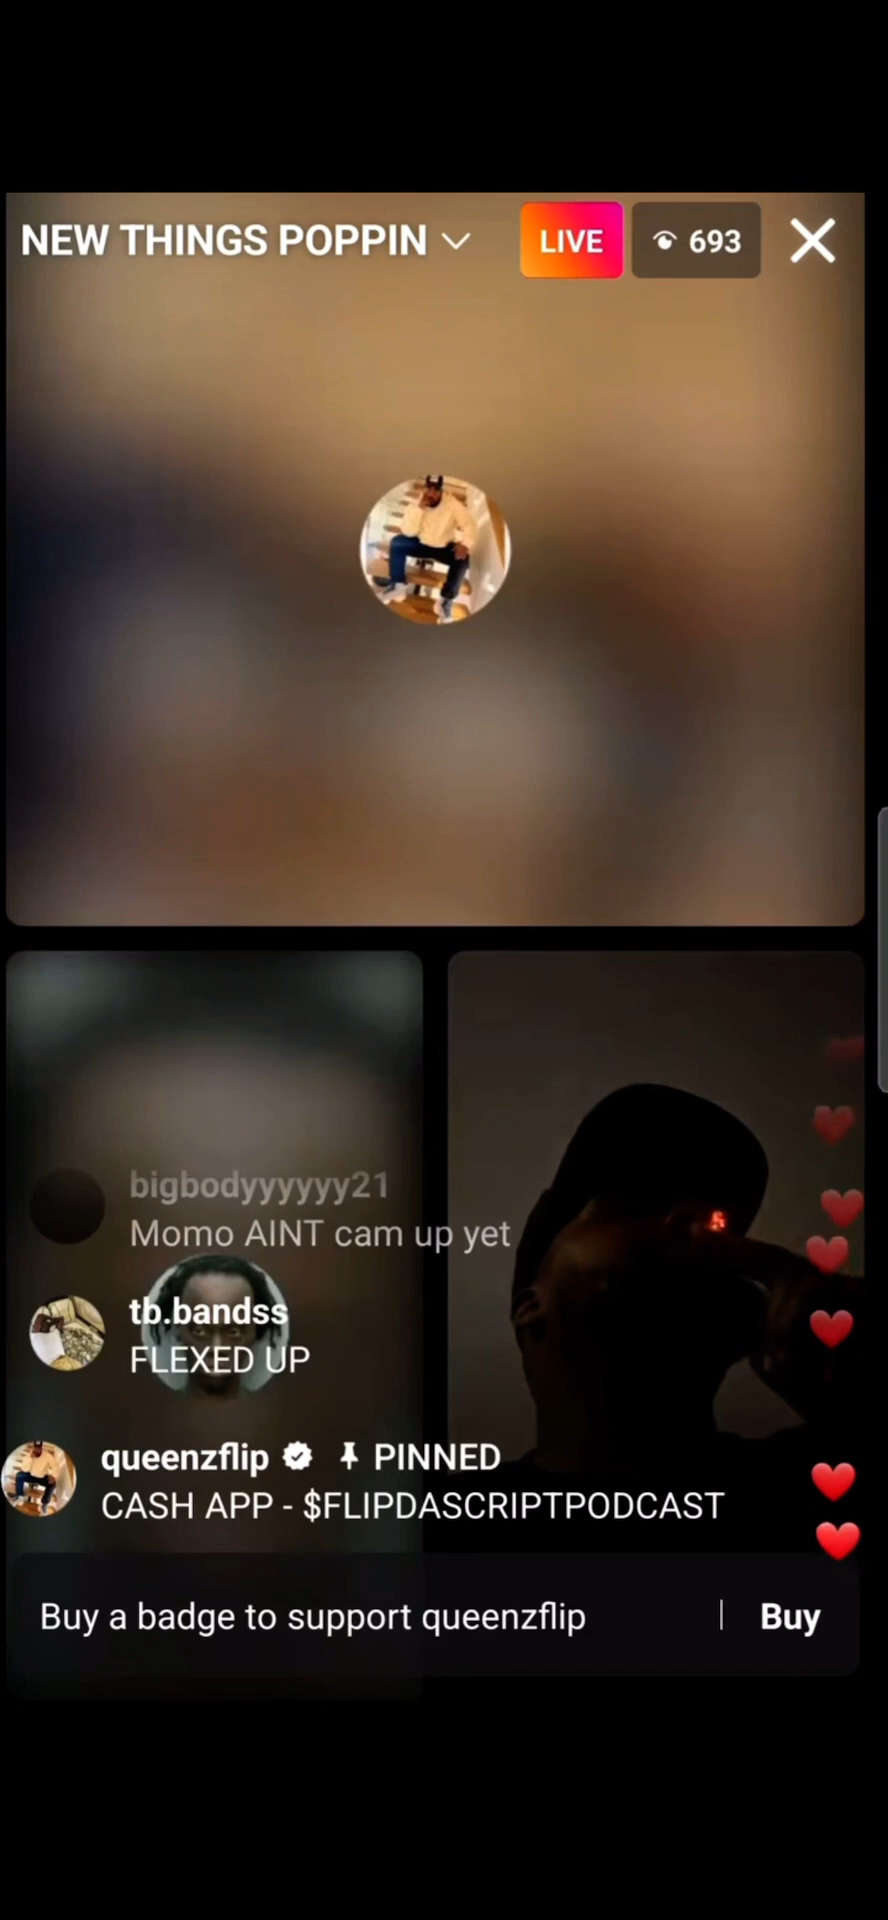 NEW THINGS POPPIN
LIVE
693
bigbodyyyyyy21
Momo AINT cam up yet
tb.bandss
FLEXED UP
queenzflip PINNED
CASH APP - $FLIPDASCRIPTPODCAST
Buy a badge to support queenzflip | Buy